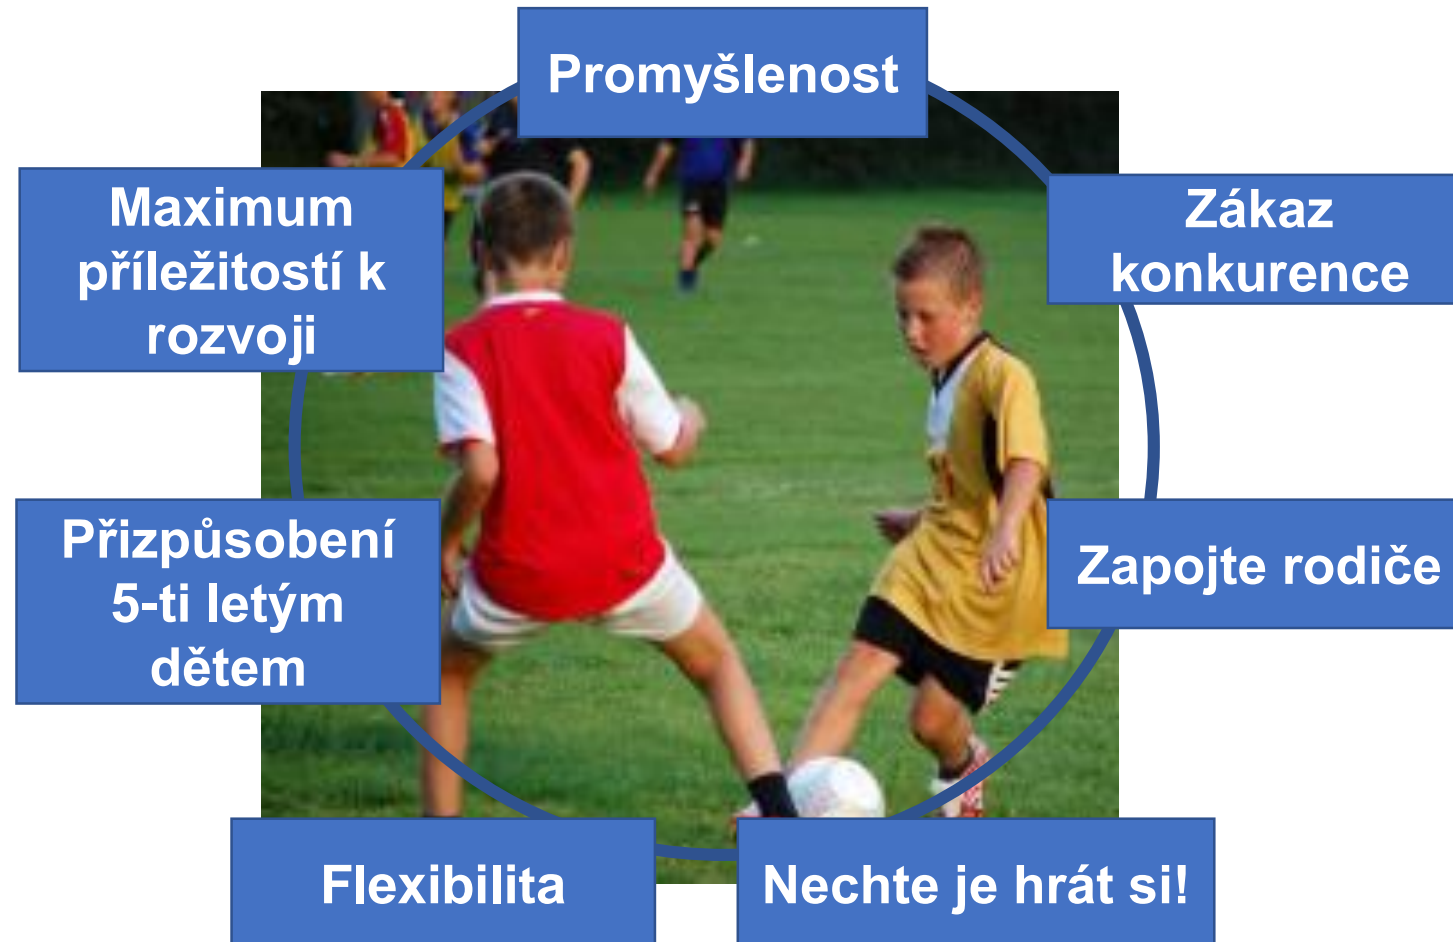 Promyšlenost
Zákaz
konkurence
Zapojte rodiče
Nechte je hrát si!
Flexibilita
Přizpůsobení
5-ti letým
dětem
Maximum
příležitostí k
rozvoji